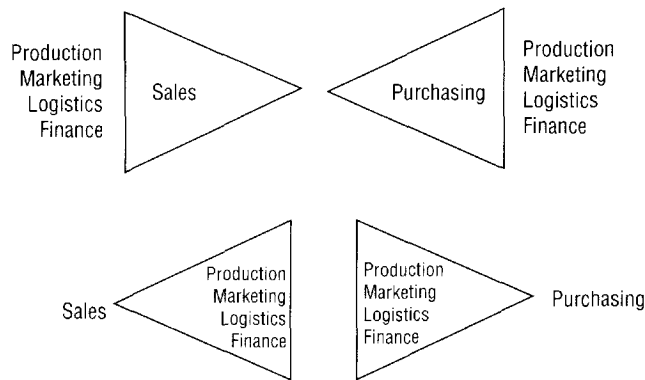 Production
Marketing
Logistics
Finance
Sales
Purchasing
Production
Marketing
Logistics
Finance
Sales
Production
Marketing
Logistics
Finance
Production
Marketing
Logistics
Finance
Purchasing